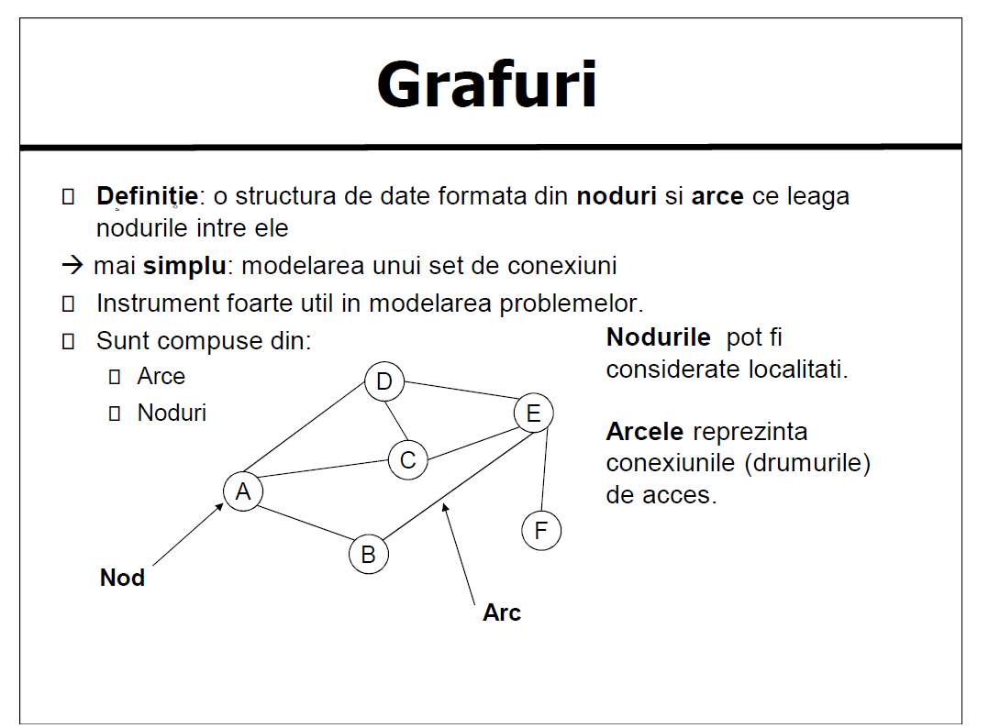 Grafuri
Definiţie: o structura de date formata din noduri si arce ce leaga
nodurile intre ele
→ mai simplu: modelarea unui set de conexiuni
Instrument foarte util in modelarea problemelor.
Sunt compuse din:
Arce
Noduri
Nodurile pot fi
considerate localitati.
Arcele reprezinta
conexiunile (drumurile)
de acces.
D
E
C
A
F
B
Nod
Arc